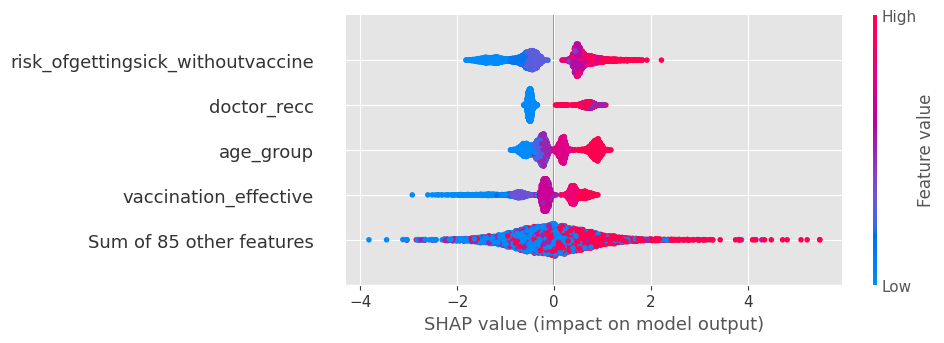 High
risk_ofgettingsick_withoutvaccine
doctor_recc
age_group
vaccination_effective
Sum of 85 other features
Feature value
Low
−4 −2 0 2 4
SHAP value (impact on model output)